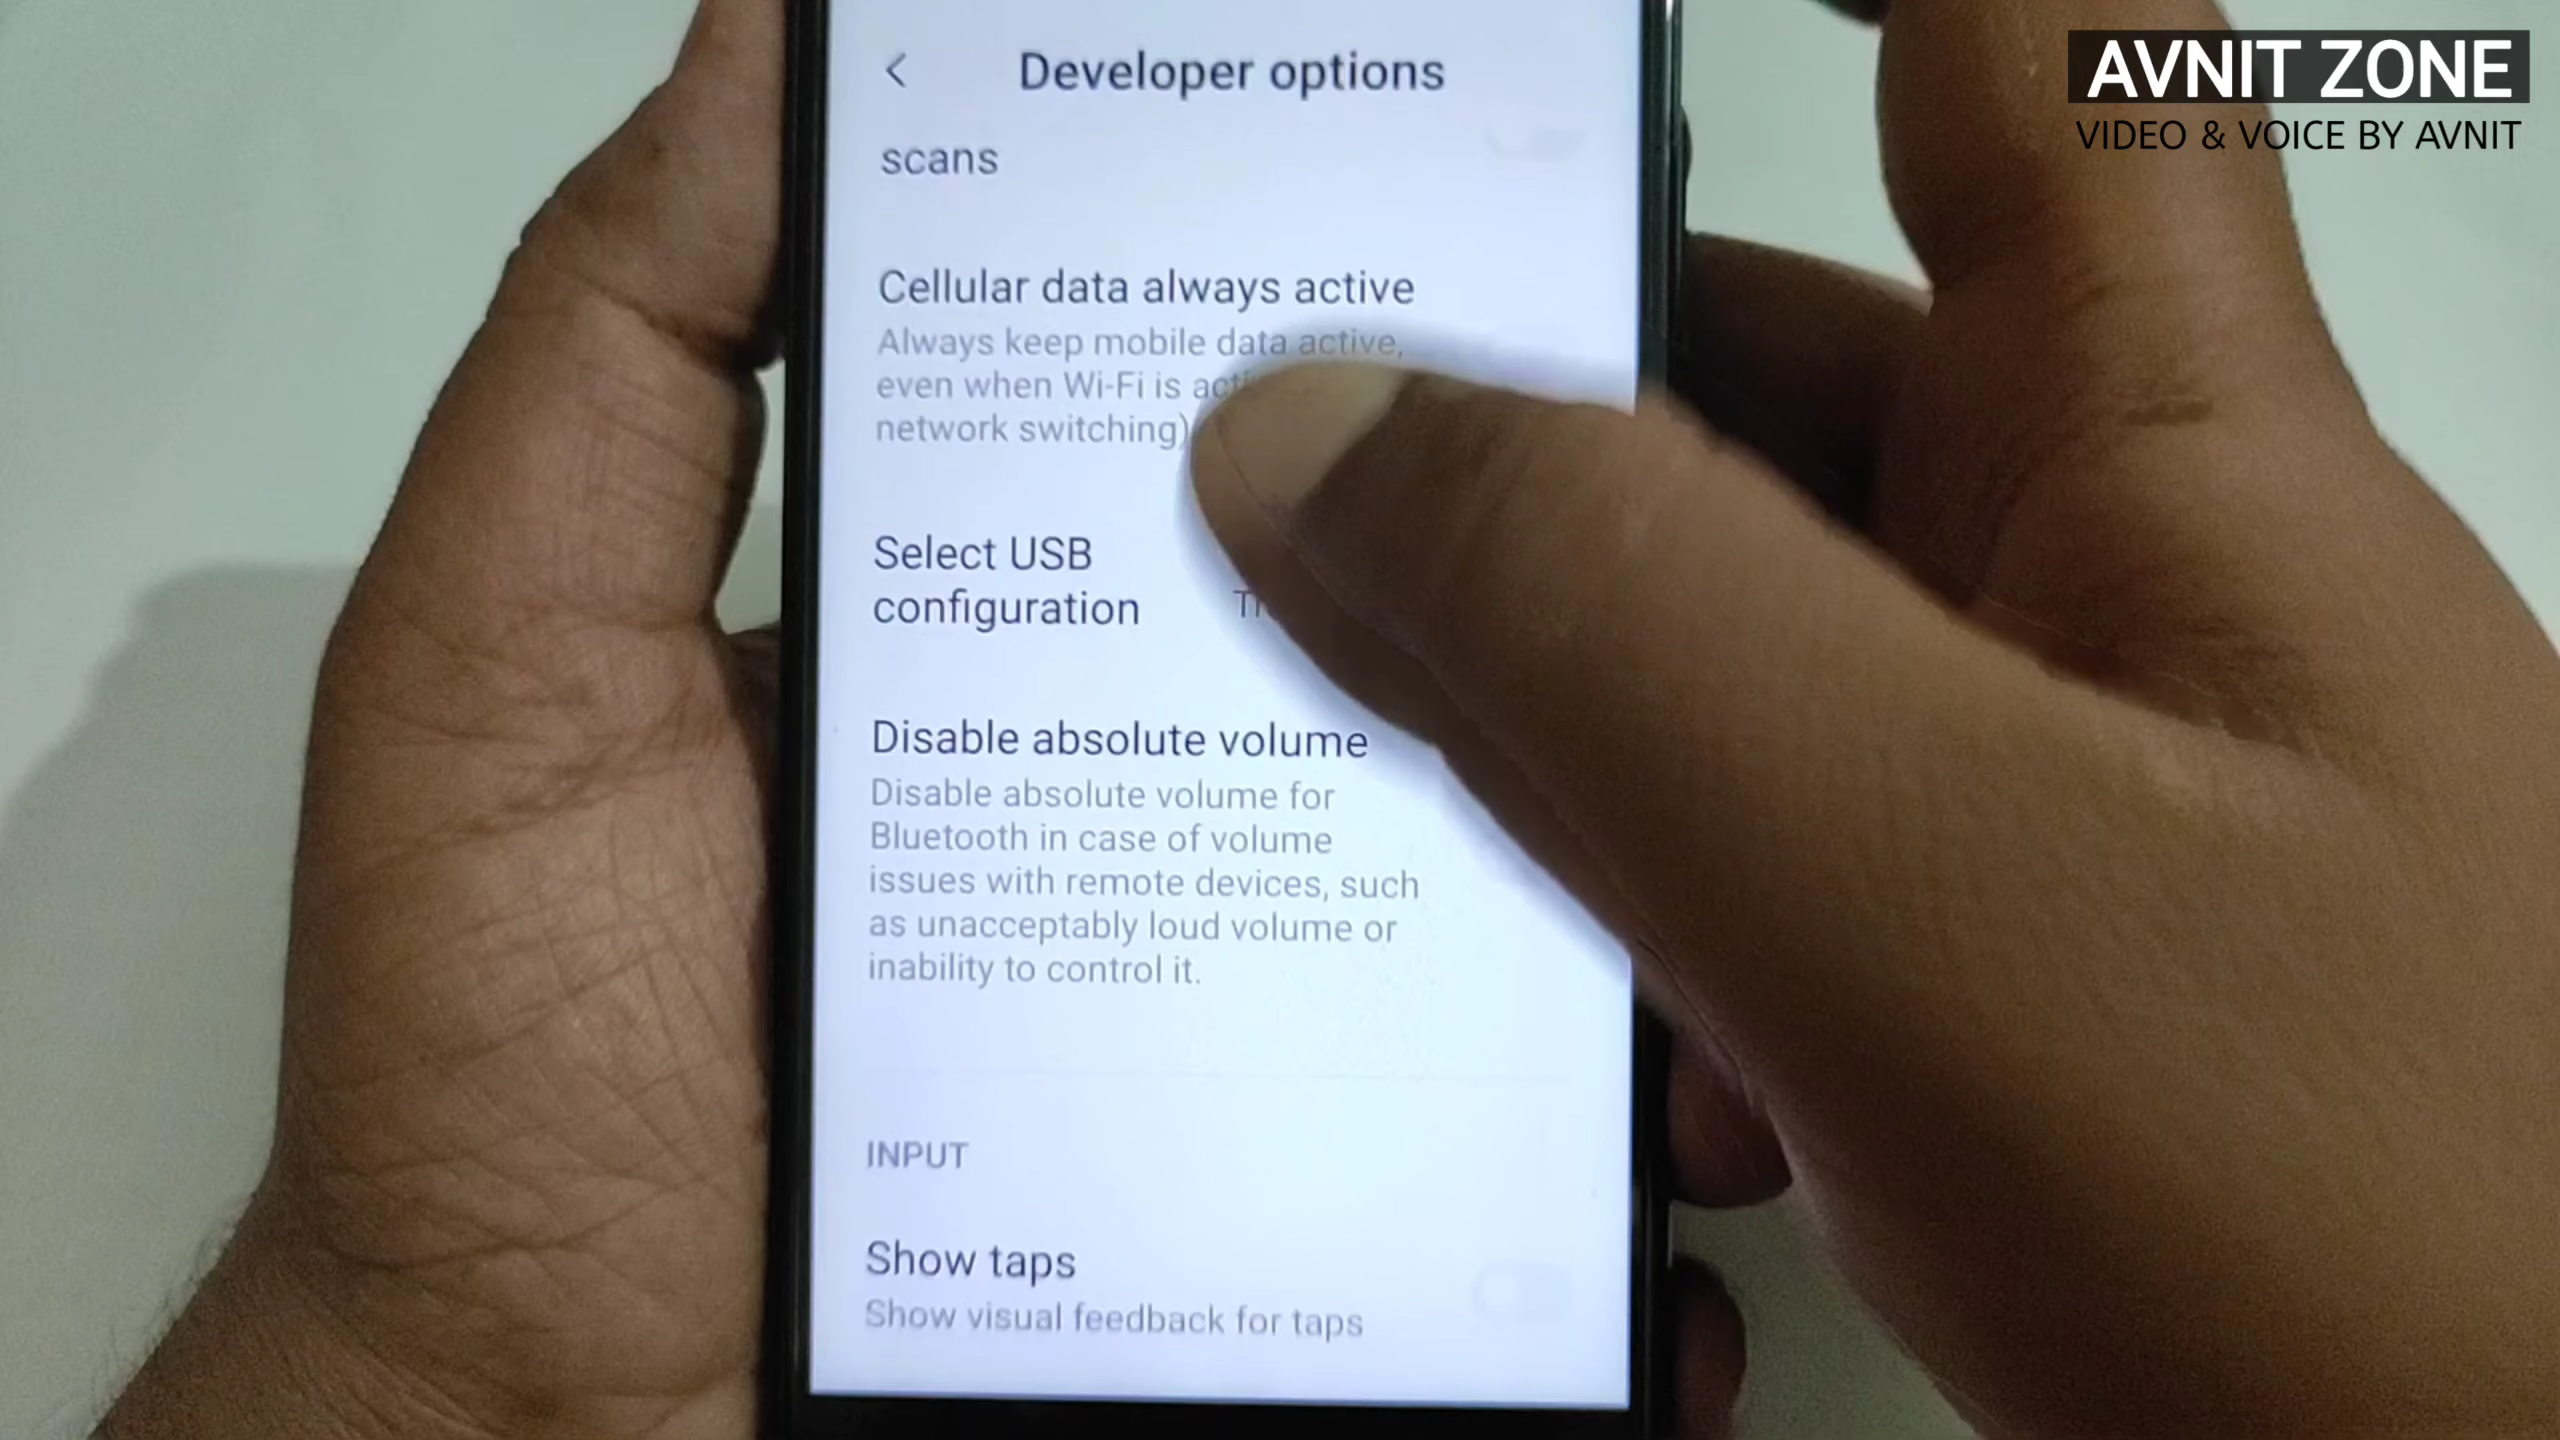 AVNIT ZONE
VIDEO & VOICE BY AVNIT
Developer options
scans
Cellular data always active
Always keep mobile data active,
even when Wi-Fi is
network switching)
Select USB
configuration
Disable absolute volume
Disable absolute volume for
Bluetooth in case of volume
issues with remote devices, such
as unacceptably loud volume or
inability to control it.
INPUT
Show taps
Show visual feedback for taps